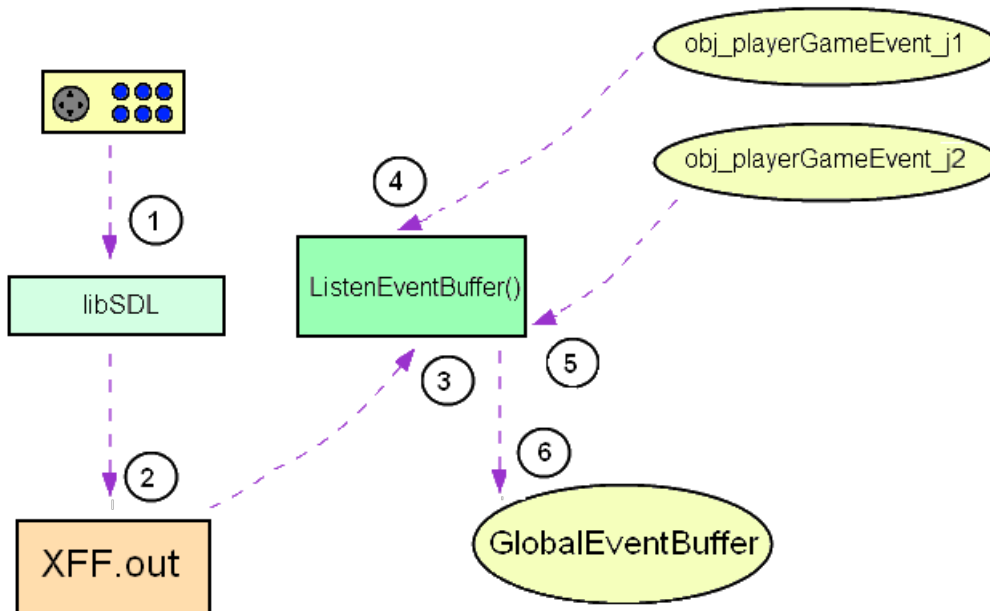 obj_playerGameEvent_j1
obj_playerGameEvent_j2
4
1
ListenEventBuffer()
libSDL
5
3
6
2
GlobalEventBuffer
XFF.out